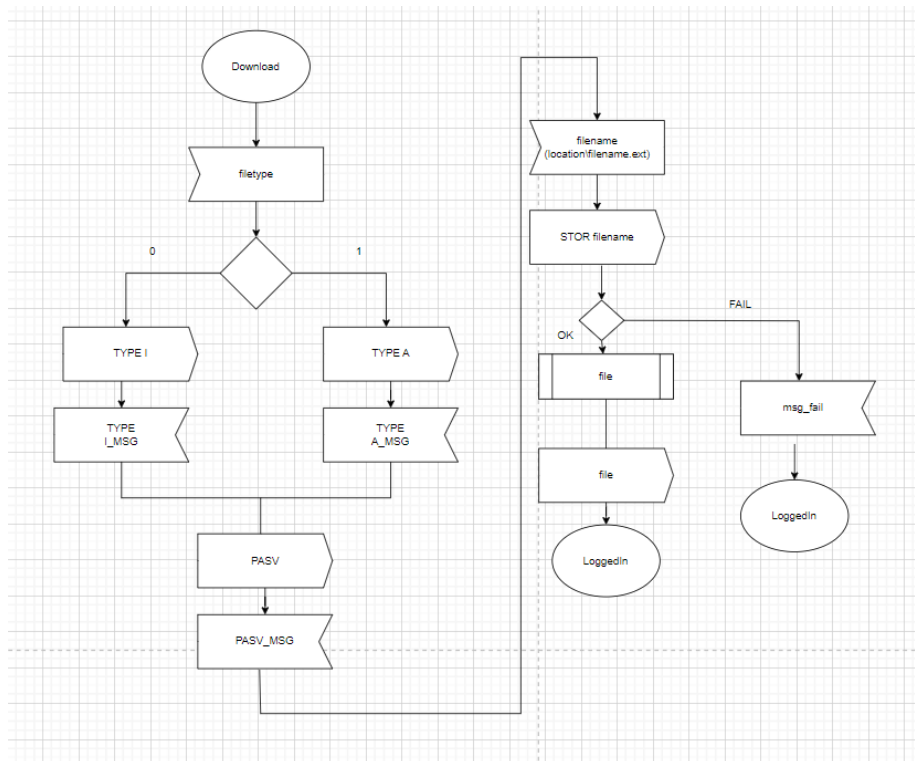 Download
filetype
0
1
TYPE I
TYPE A
TYPE
I_MSG
TYPE
A_MSG
PASV
PASV_MSG
filename
(location\filename.ext)
STOR filename
FAIL
OK
file
msg_fail
file
LoggedIn
LoggedIn